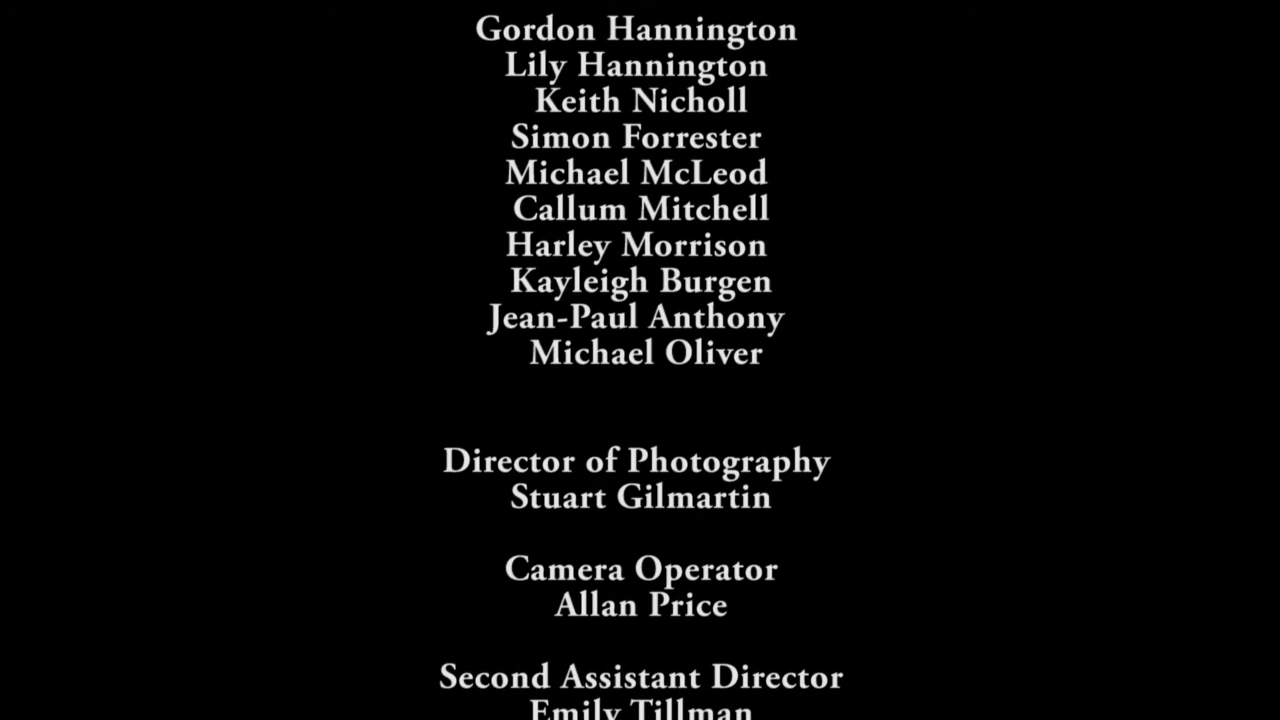 Gordon Hannington
Lily Hannington
Keith Nicholl
Simon Forrester
Michael McLeod
Callum Mitchell
Harley Morrison
Kayleigh Burgen
Jean-Paul Anthony
Michael Oliver
Director of Photography
Stuart Gilmartin
Camera Operator
Allan Price
Second Assistant Director
Emily Tillman